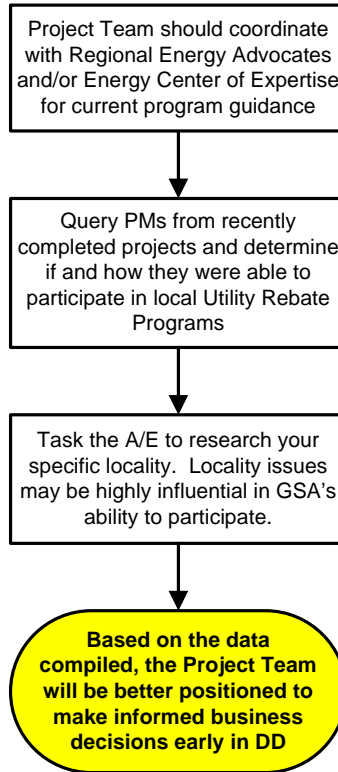 Project Team should coordinate
with Regional Energy Advocates
and/or Energy Center of Expertise
for current program guidance
Query PMs from recently
completed projects and determine
if and how they were able to
participate in local Utility Rebate
Programs
Task the A/E to research your
specific locality.  Locality issues
may be highly influential in GSA's
ability to participate.
Based on the data
compiled, the Project Team
will be better positioned to
make informed business
decisions early in DD